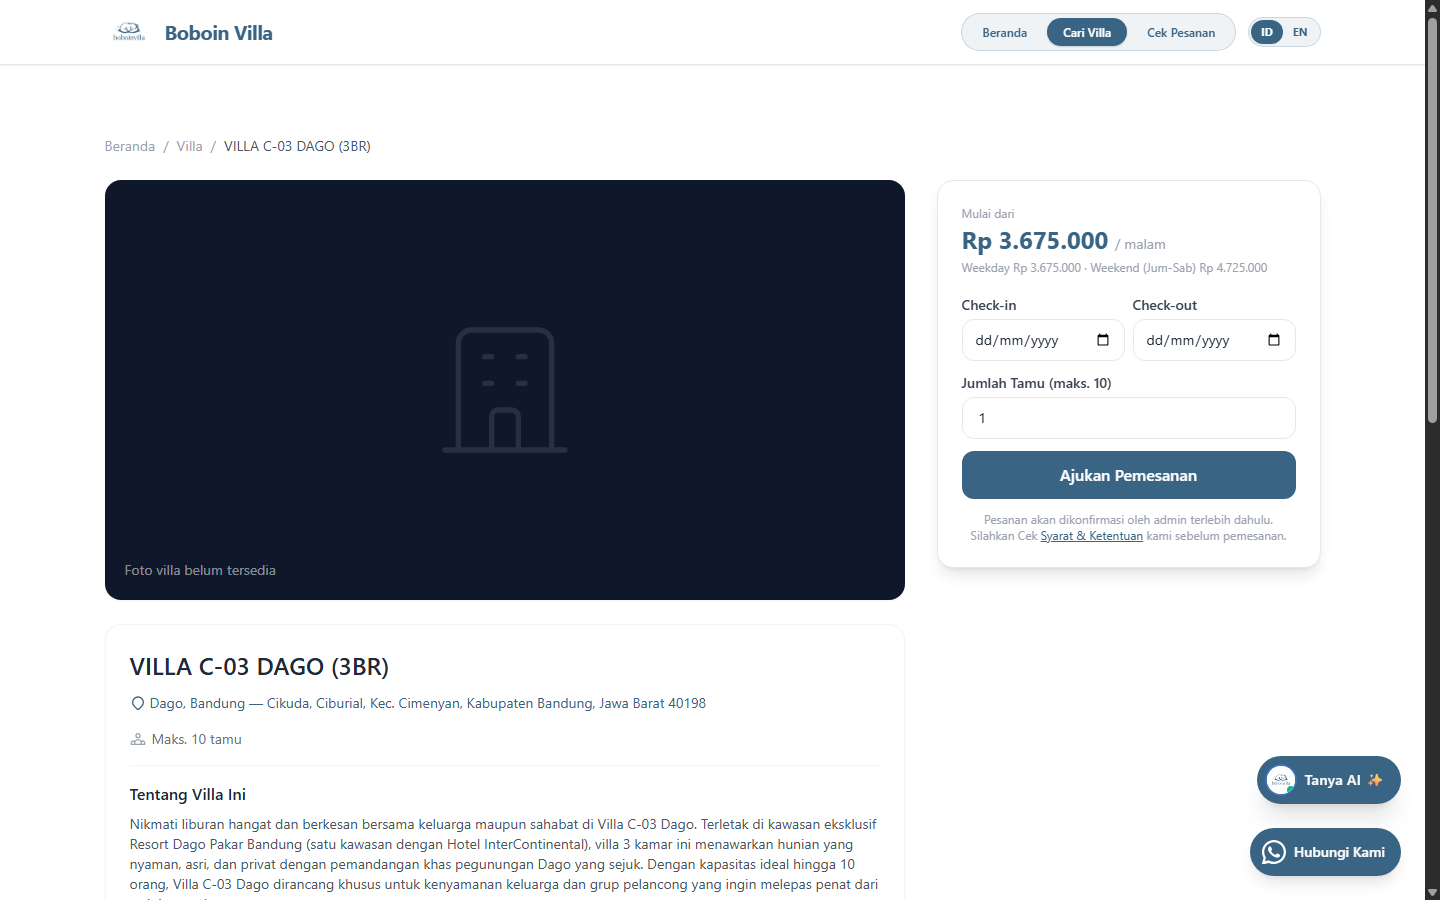 boboinvilla
Boboin Villa
Beranda
Cari Villa
Cek Pesanan
ID
EN
Beranda / Villa / VILLA C-03 DAGO (3BR)
Foto villa belum tersedia
Mulai dari
Rp 3.675.000 / malam
Weekday Rp 3.675.000 · Weekend (Jum-Sab) Rp 4.725.000
Check-in
Check-out
dd/mm/yyyy
dd/mm/yyyy
Jumlah Tamu (maks. 10)
1
Ajukan Pemesanan
Pesanan akan dikonfirmasi oleh admin terlebih dahulu.
Silahkan Cek Syarat & Ketentuan kami sebelum pemesanan.
VILLA C-03 DAGO (3BR)
Dago, Bandung — Cikuda, Ciburial, Kec. Cimenyan, Kabupaten Bandung, Jawa Barat 40198
Maks. 10 tamu
Tentang Villa Ini
Nikmati liburan hangat dan berkesan bersama keluarga maupun sahabat di Villa C-03 Dago. Terletak di kawasan eksklusif
Resort Dago Pakar Bandung (satu kawasan dengan Hotel InterContinental), villa 3 kamar ini menawarkan hunian yang
nyaman, asri, dan privat dengan pemandangan khas pegunungan Dago yang sejuk. Dengan kapasitas ideal hingga 10
orang, Villa C-03 Dago dirancang khusus untuk kenyamanan keluarga dan grup pelancong yang ingin melepas penat dari
Tanya AI ✨
Hubungi Kami